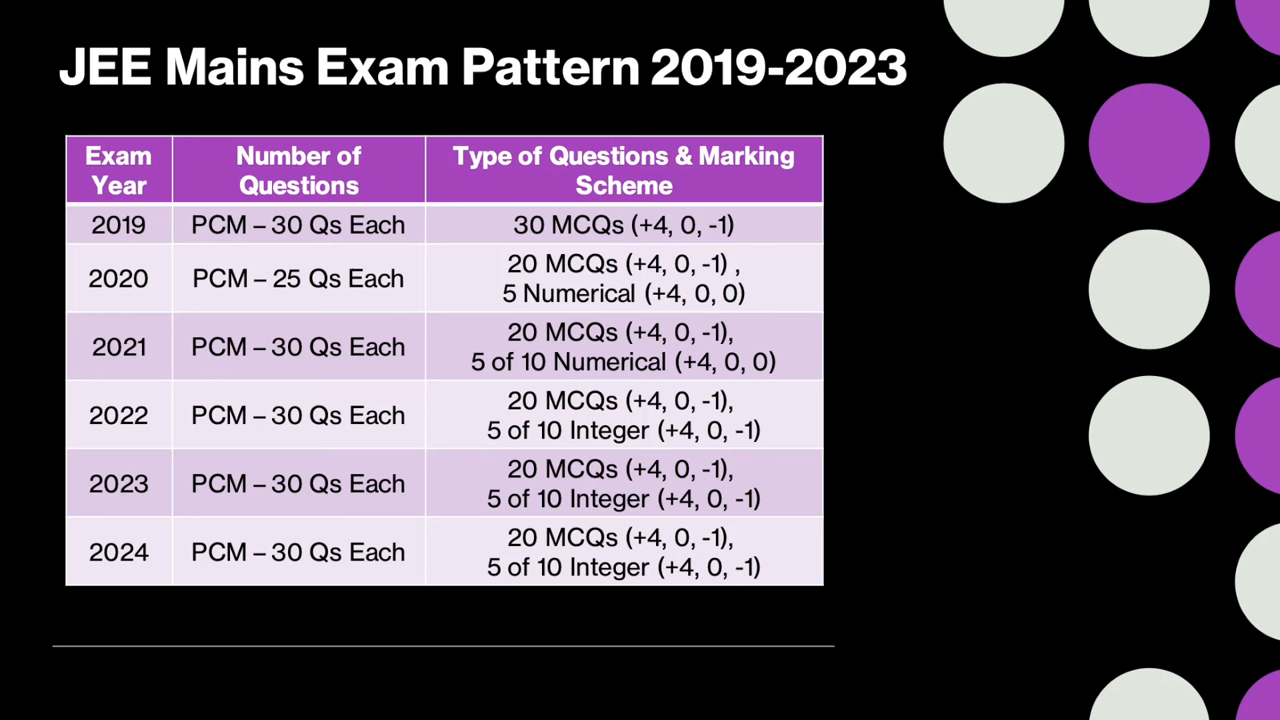 JEE Mains Exam Pattern 2019-2023
Exam Year
Number of Questions
Type of Questions & Marking Scheme
2019
PCM – 30 Qs Each
30 MCQs (+4, 0, -1)
2020
PCM – 25 Qs Each
20 MCQs (+4, 0, -1) ,
5 Numerical (+4, 0, 0)
2021
PCM – 30 Qs Each
20 MCQs (+4, 0, -1),
5 of 10 Numerical (+4, 0, 0)
2022
PCM – 30 Qs Each
20 MCQs (+4, 0, -1),
5 of 10 Integer (+4, 0, -1)
2023
PCM – 30 Qs Each
20 MCQs (+4, 0, -1),
5 of 10 Integer (+4, 0, -1)
2024
PCM – 30 Qs Each
20 MCQs (+4, 0, -1),
5 of 10 Integer (+4, 0, -1)